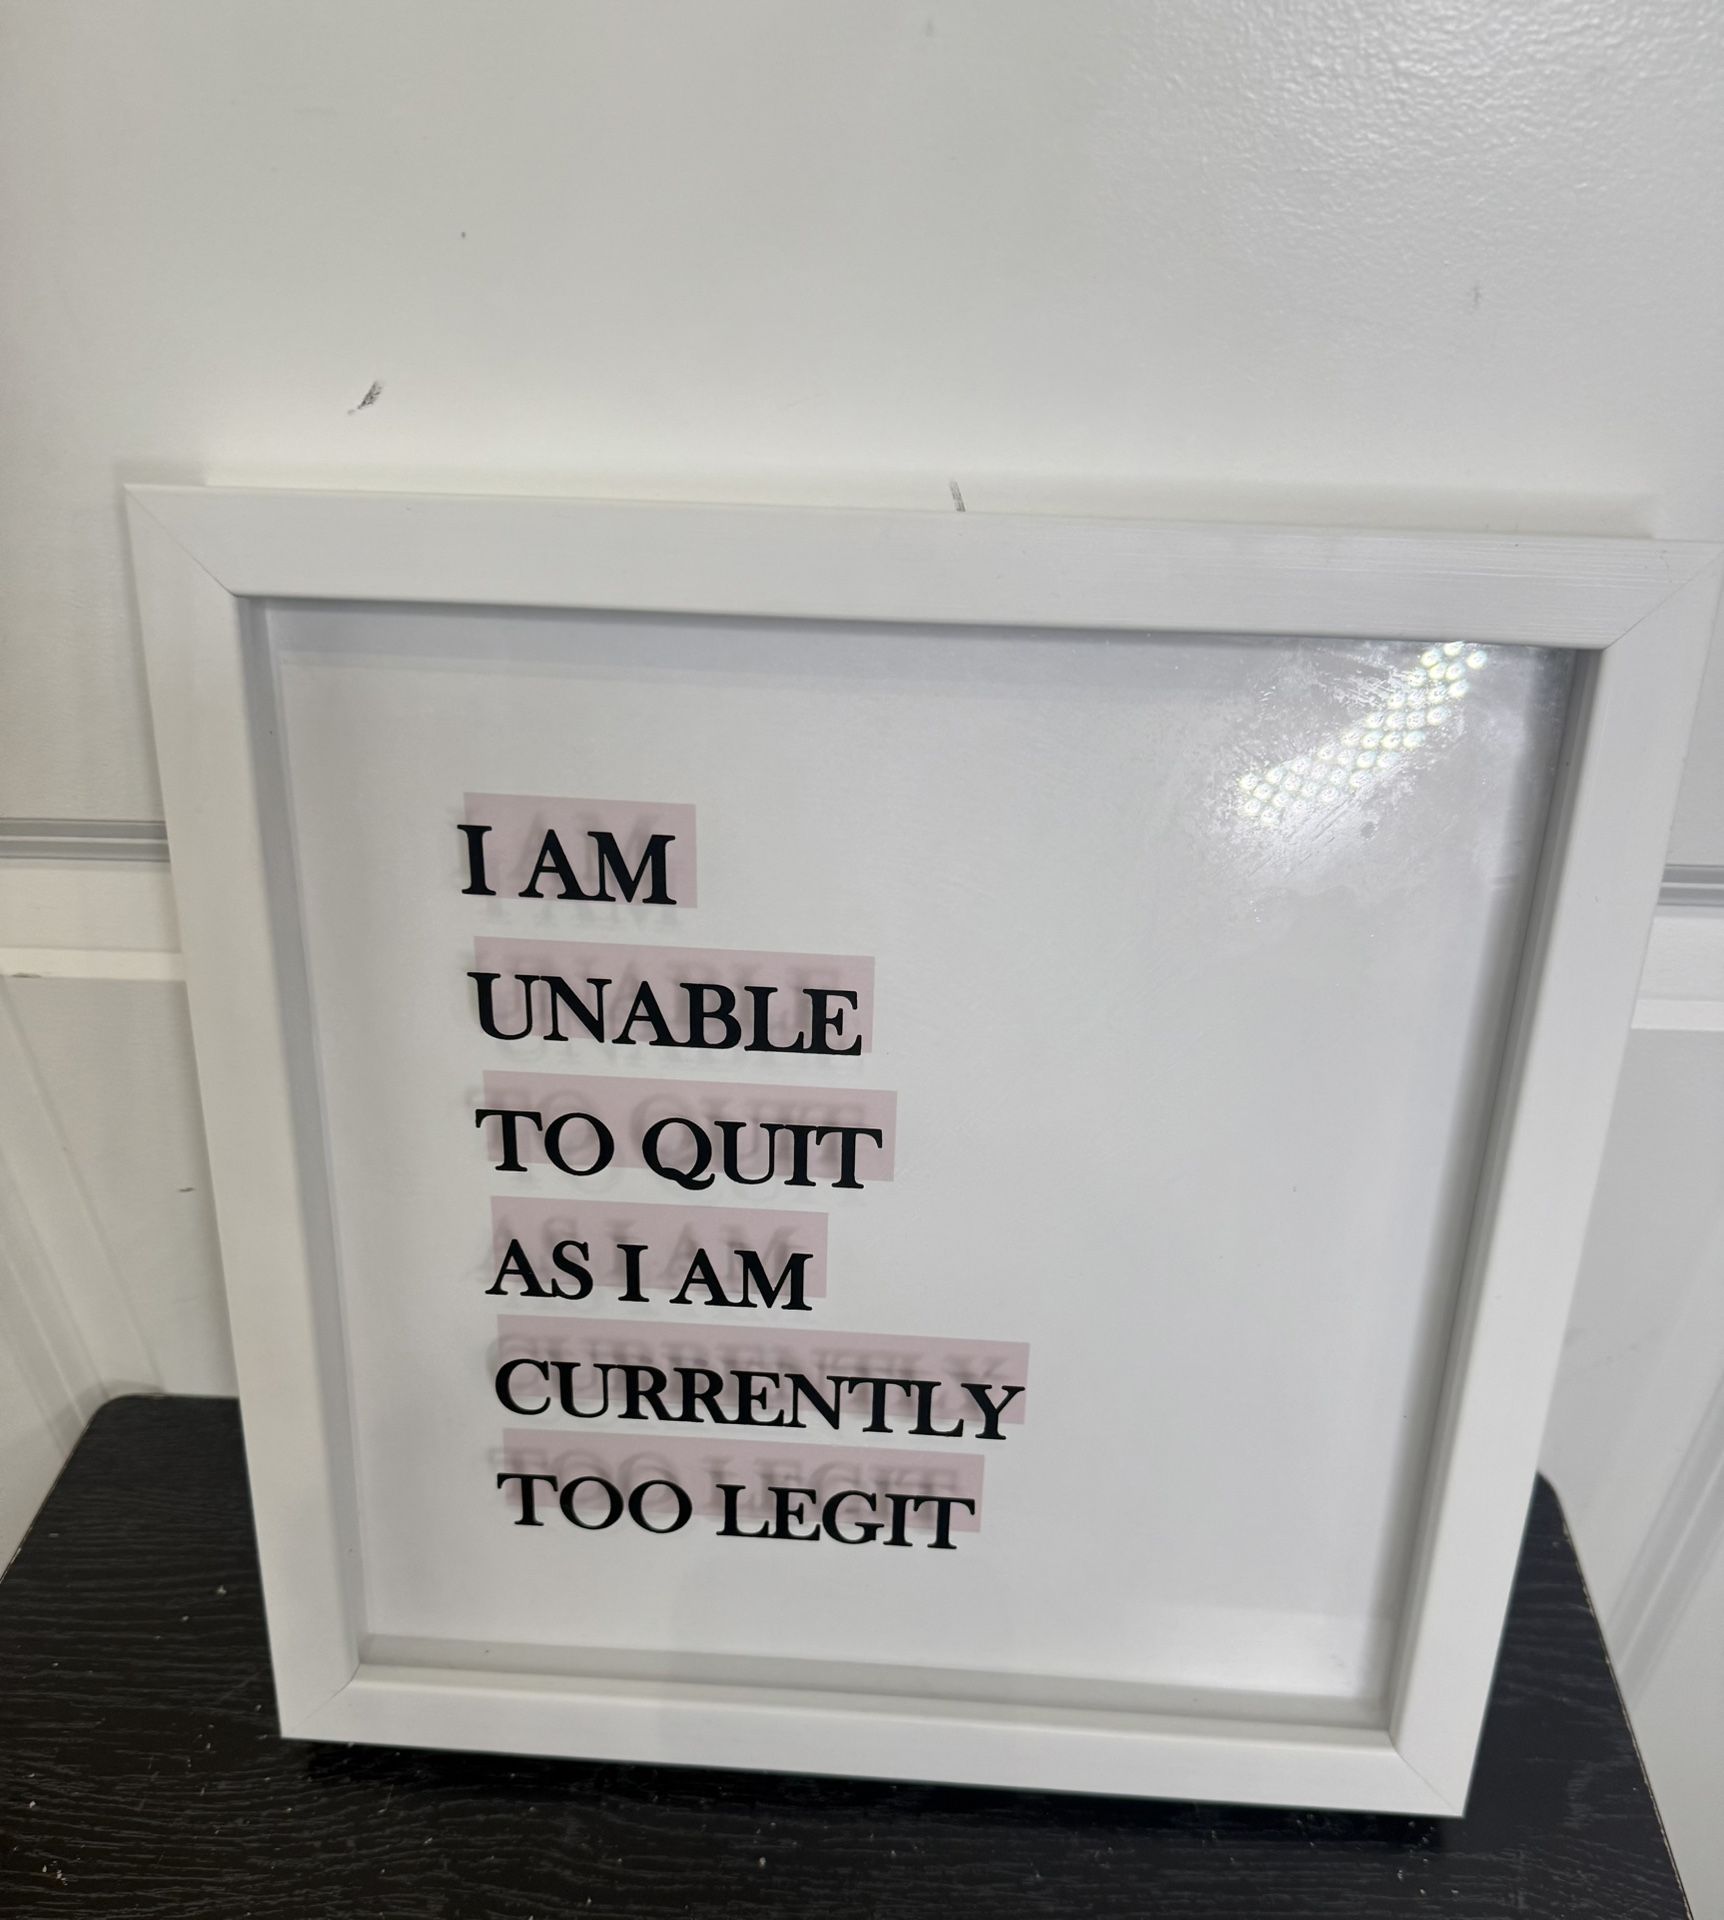 I AM
UNABLE
TO QUIT
AS I AM
CURRENTLY
TOO LEGIT